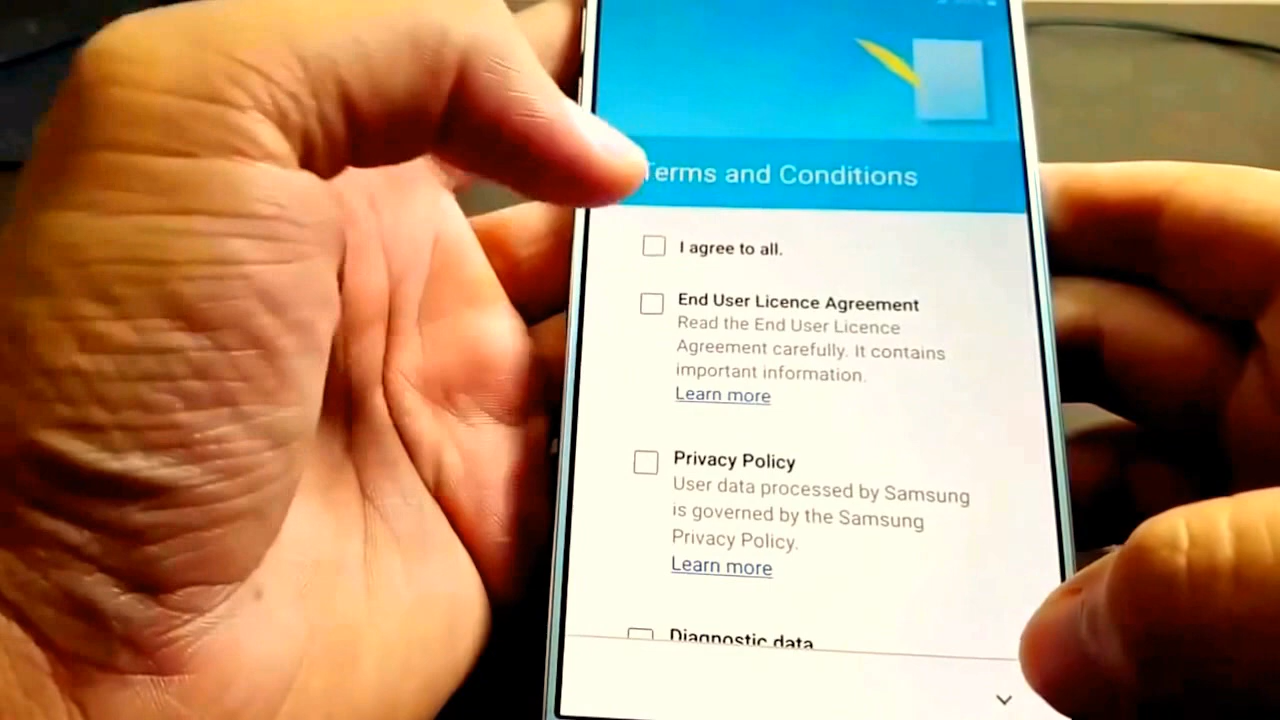 Terms and Conditions
I agree to all.
End User Licence Agreement
Read the End User Licence
Agreement carefully. It contains
important information.
Learn more
Privacy Policy
User data processed by Samsung
is governed by the Samsung
Privacy Policy.
Learn more
Diagnostic data